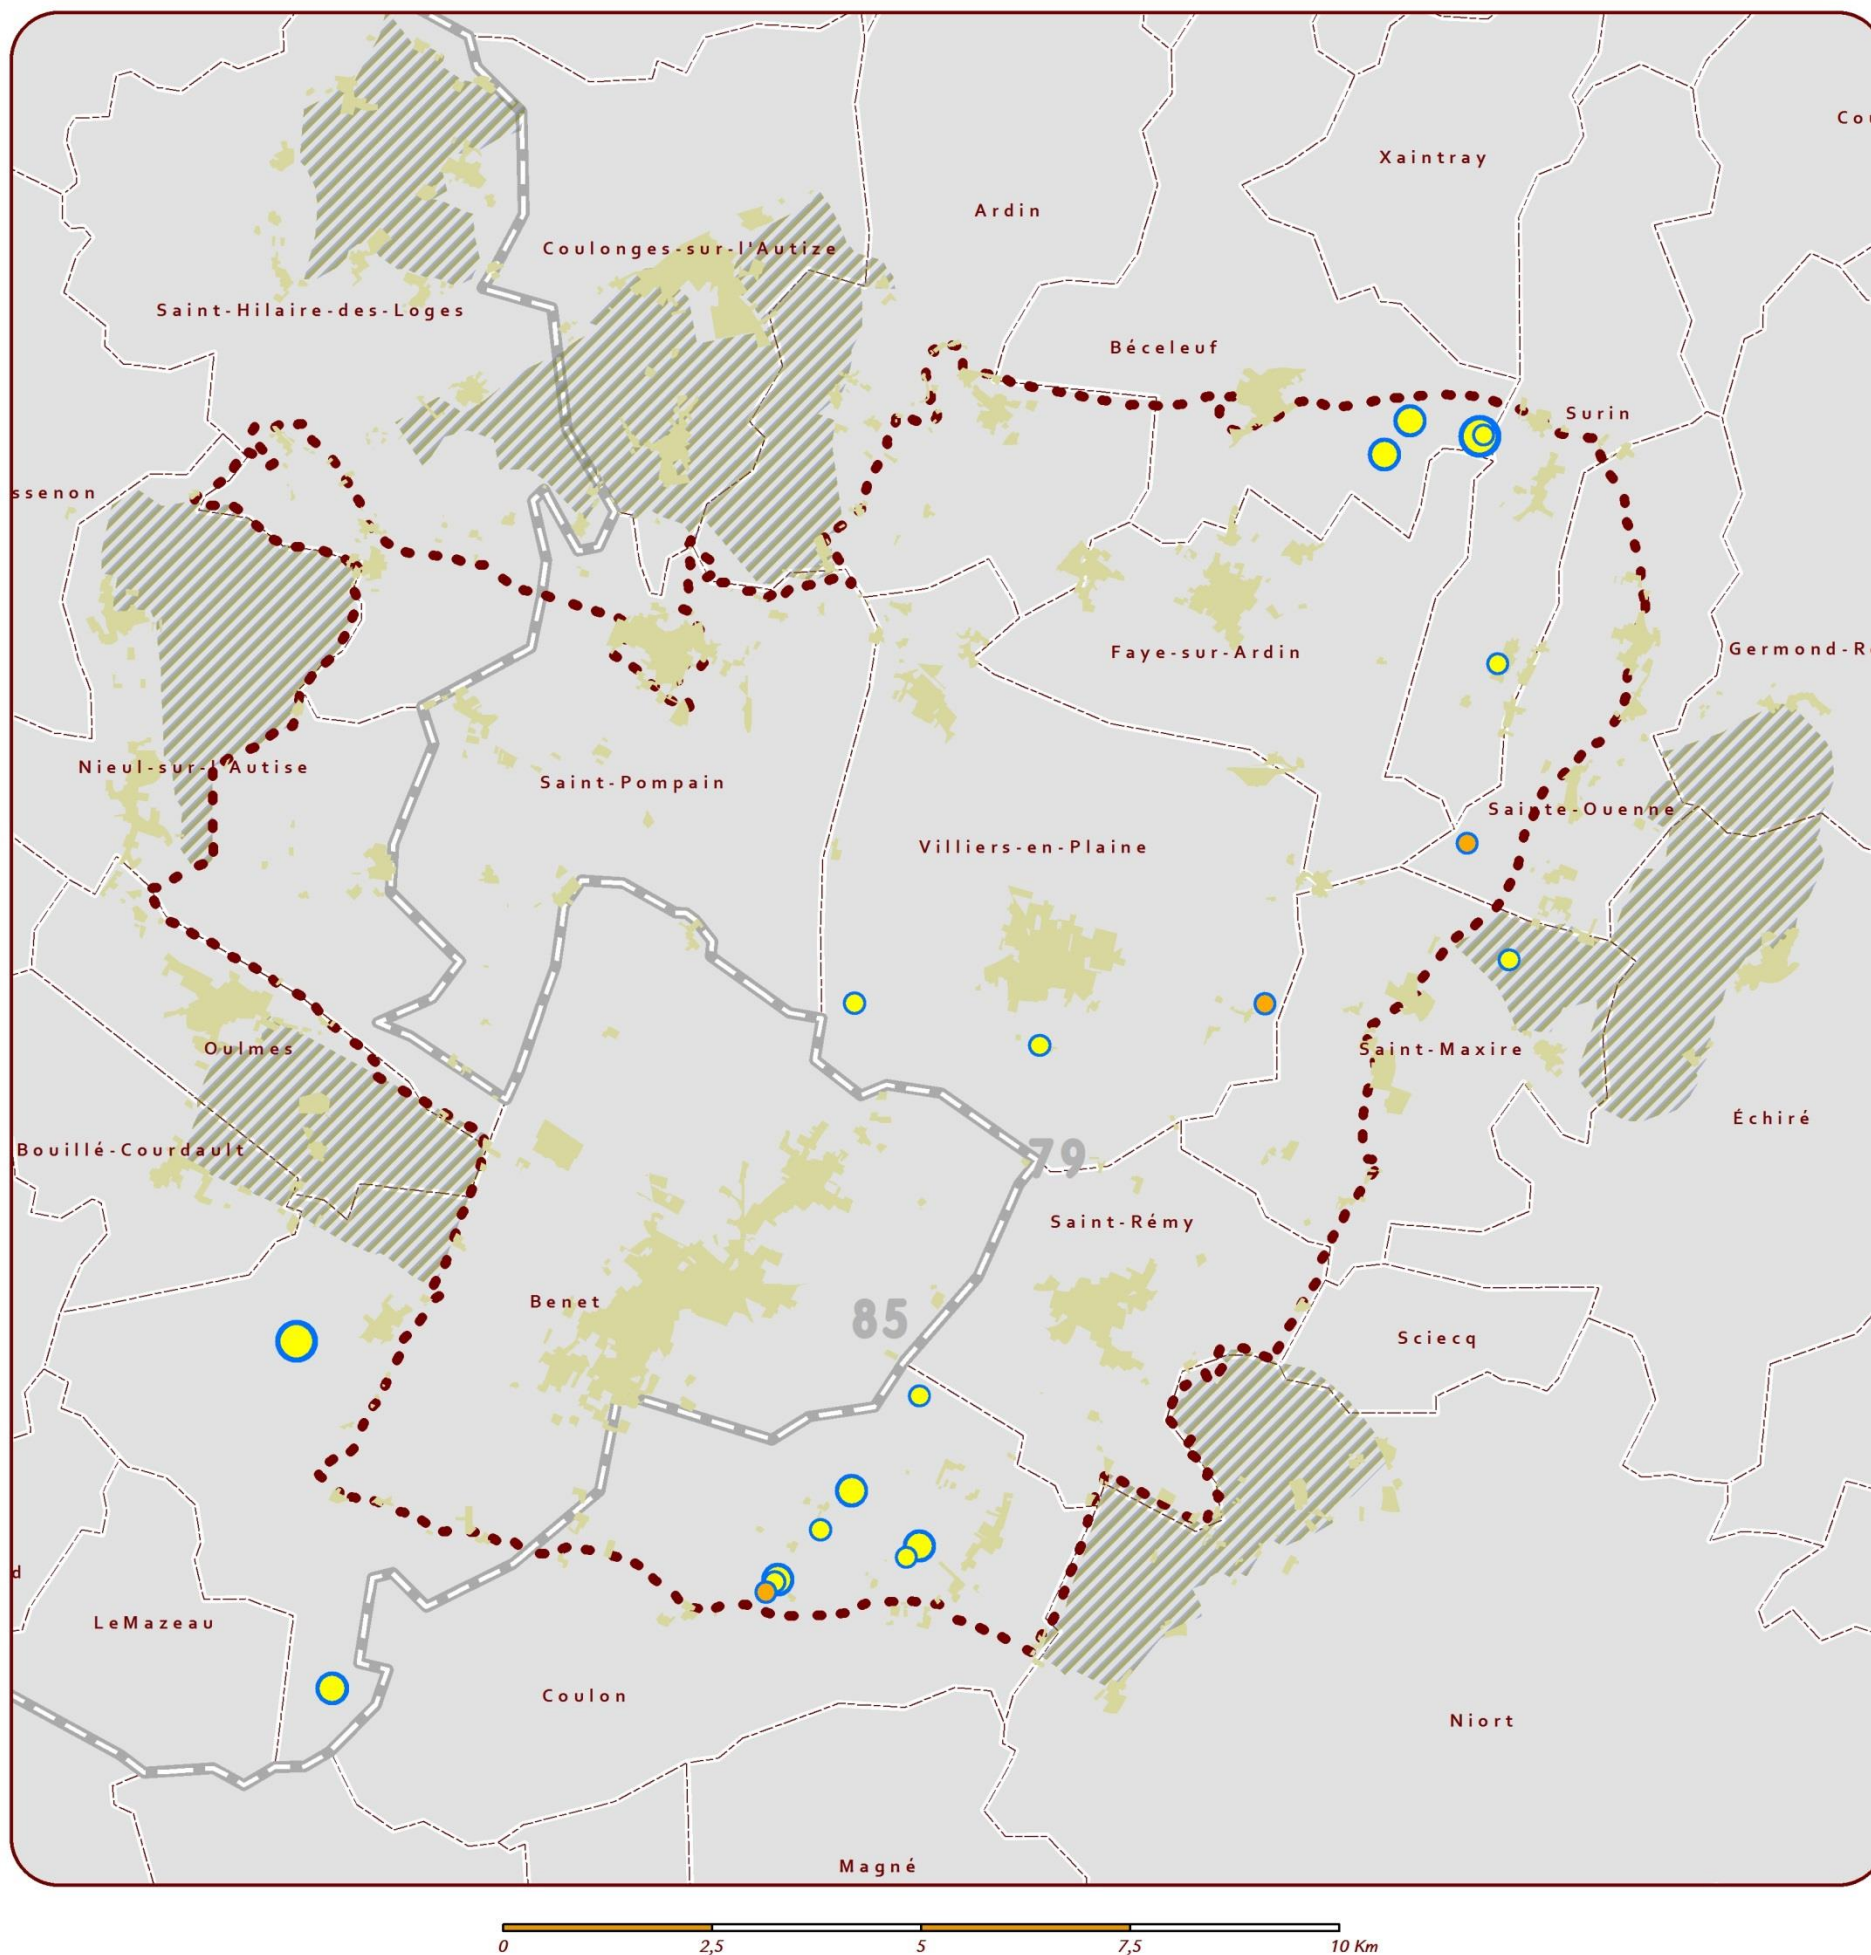 Cou
Xaintray
Ardin
Coulonges-sur-l'Autize
Saint-Hilaire-des-Loges
Béceleuf
Surin
ssenon
Faye-sur-Ardin
Germond-R
Nieul-sur-l'Autise
Saint-Pompain
Sainte-Ouenne
Villiers-en-Plaine
Oulmes
Saint-Maxire
Échiré
Bouillé-Courdault
79
Saint-Rémy
Benet
85
Sciecq
d
LeMazeau
Coulon
Niort
Magné
0 2,5 5 7,5 10 Km